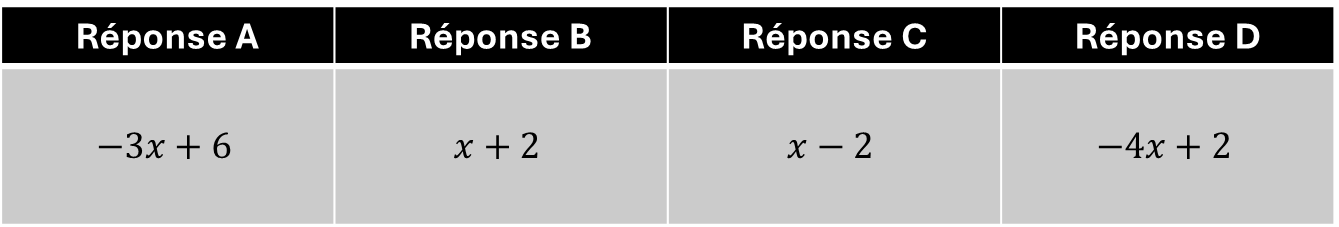 Réponse A Réponse B Réponse C Réponse D
−3x + 6 x + 2 x − 2 −4x + 2